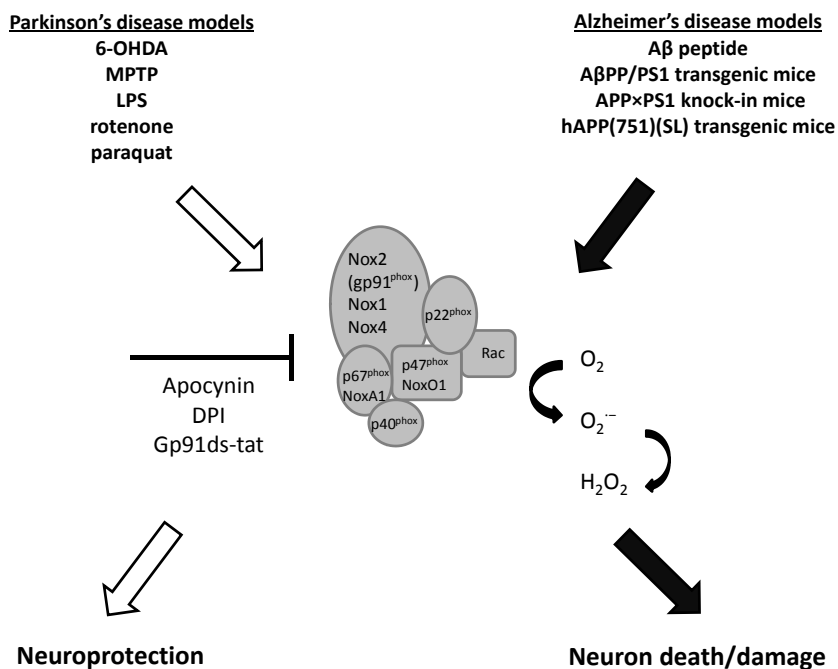 Parkinson's disease models
6-OHDA
MPTP
LPS
rotenone
paraquat
Alzheimer's disease models
Aβ peptide
AβPP/PS1 transgenic mice
APP×PS1 knock-in mice
hAPP(751)(SL) transgenic mice
Nox2
(gp91phox)
Nox1
Nox4
p22phox
Rac
p47phox
NoxO1
p67phox
NoxA1
p40phox
Apocynin
DPI
Gp91ds-tat
O₂
O₂·−
H₂O₂
Neuroprotection
Neuron death/damage